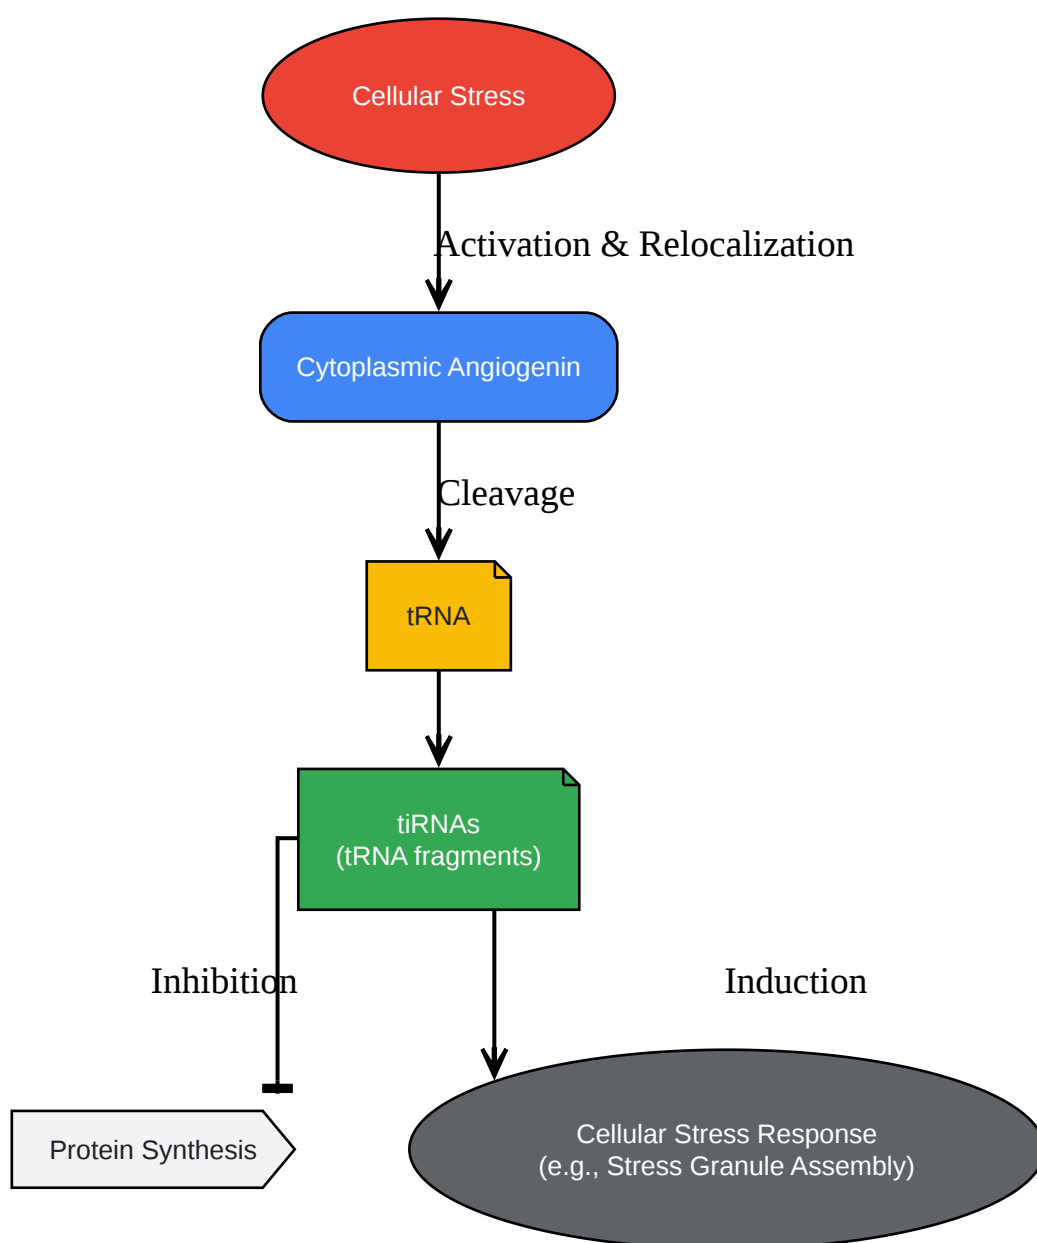 Cellular Stress
Activation & Relocalization
Cytoplasmic Angiogenin
Cleavage
tRNA
tiRNAs
(tRNA fragments)
Inhibition
Induction
Protein Synthesis
Cellular Stress Response
(e.g., Stress Granule Assembly)